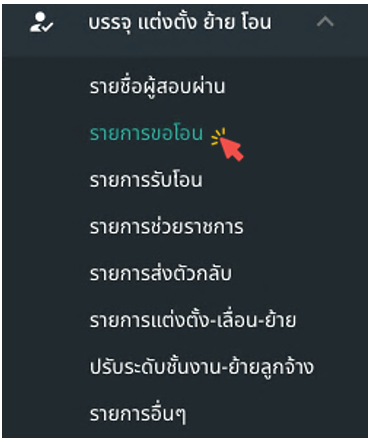 บรรจุ แต่งตั้ง ย้าย โอน
รายชื่อผู้สอบผ่าน
รายการขอโอน
รายการรับโอน
รายการช่วยราชการ
รายการส่งตัวกลับ
รายการแต่งตั้ง-เลื่อน-ย้าย
ปรับระดับชั้นงาน-ย้ายลูกจ้าง
รายการอื่นๆ